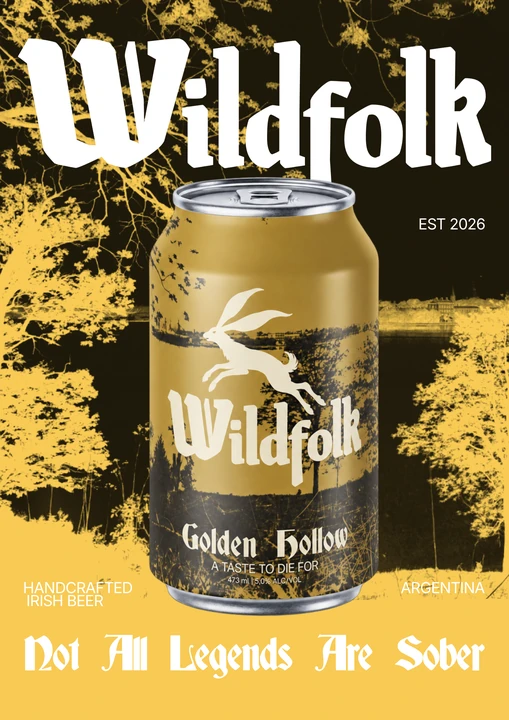 Wildfolk
EST 2026
Wildfolk
Golden Hollow
A TASTE TO DIE FOR
473 ml | 5,0% ALC/VOL
HANDCRAFTED
IRISH BEER
ARGENTINA
Not All Legends Are Sober